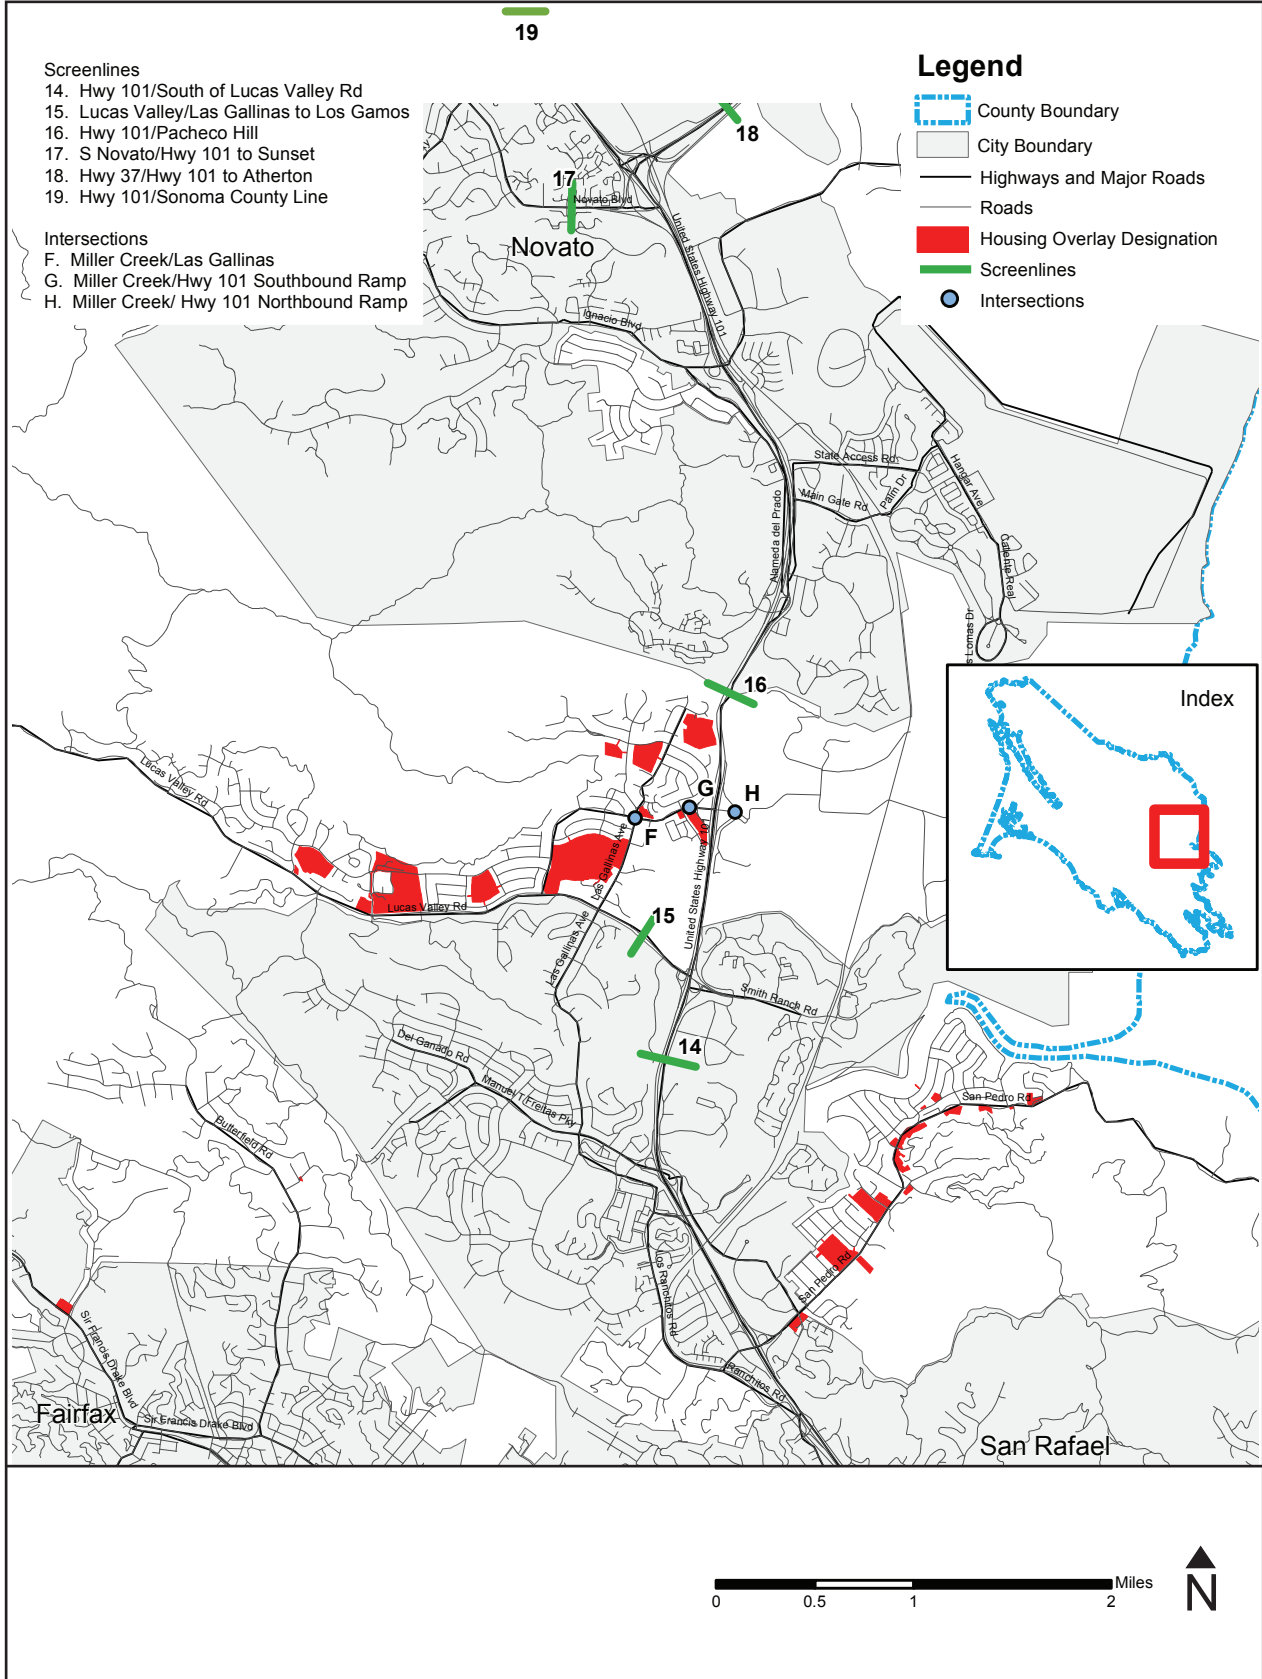 19
Screenlines
14. Hwy 101/South of Lucas Valley Rd
15. Lucas Valley/Las Gallinas to Los Gamos
16. Hwy 101/Pacheco Hill
17. S Novato/Hwy 101 to Sunset
18. Hwy 37/Hwy 101 to Atherton
19. Hwy 101/Sonoma County Line
Intersections
F. Miller Creek/Las Gallinas
G. Miller Creek/Hwy 101 Southbound Ramp
H. Miller Creek/ Hwy 101 Northbound Ramp
Legend
County Boundary
City Boundary
Highways and Major Roads
Roads
Housing Overlay Designation
Screenlines
Intersections
18
17
Novato Blvd
Novato
United States Highway 101
Ignacio Blvd
State Access Rd
Main Gate Rd
Palm Dr
Hangar Ave
Alameda del Prado
Caliente Real
s Lomas Dr
16
Index
Lucas Valley Rd
G
H
F
Las Gallinas Ave
United States Highway 101
Lucas Valley Rd
15
Las Gallinas Ave
Smith Ranch Rd
14
Del Ganado Rd
Manuel T Freitas Pky
San Pedro Rd
Butterfield Rd
Los Ranchitos Rd
San Pedro Rd
Sir Francis Drake Blvd
Ranchitos Rd
Fairfax
Sir Francis Drake Blvd
San Rafael
Miles
0
0.5
1
2
N